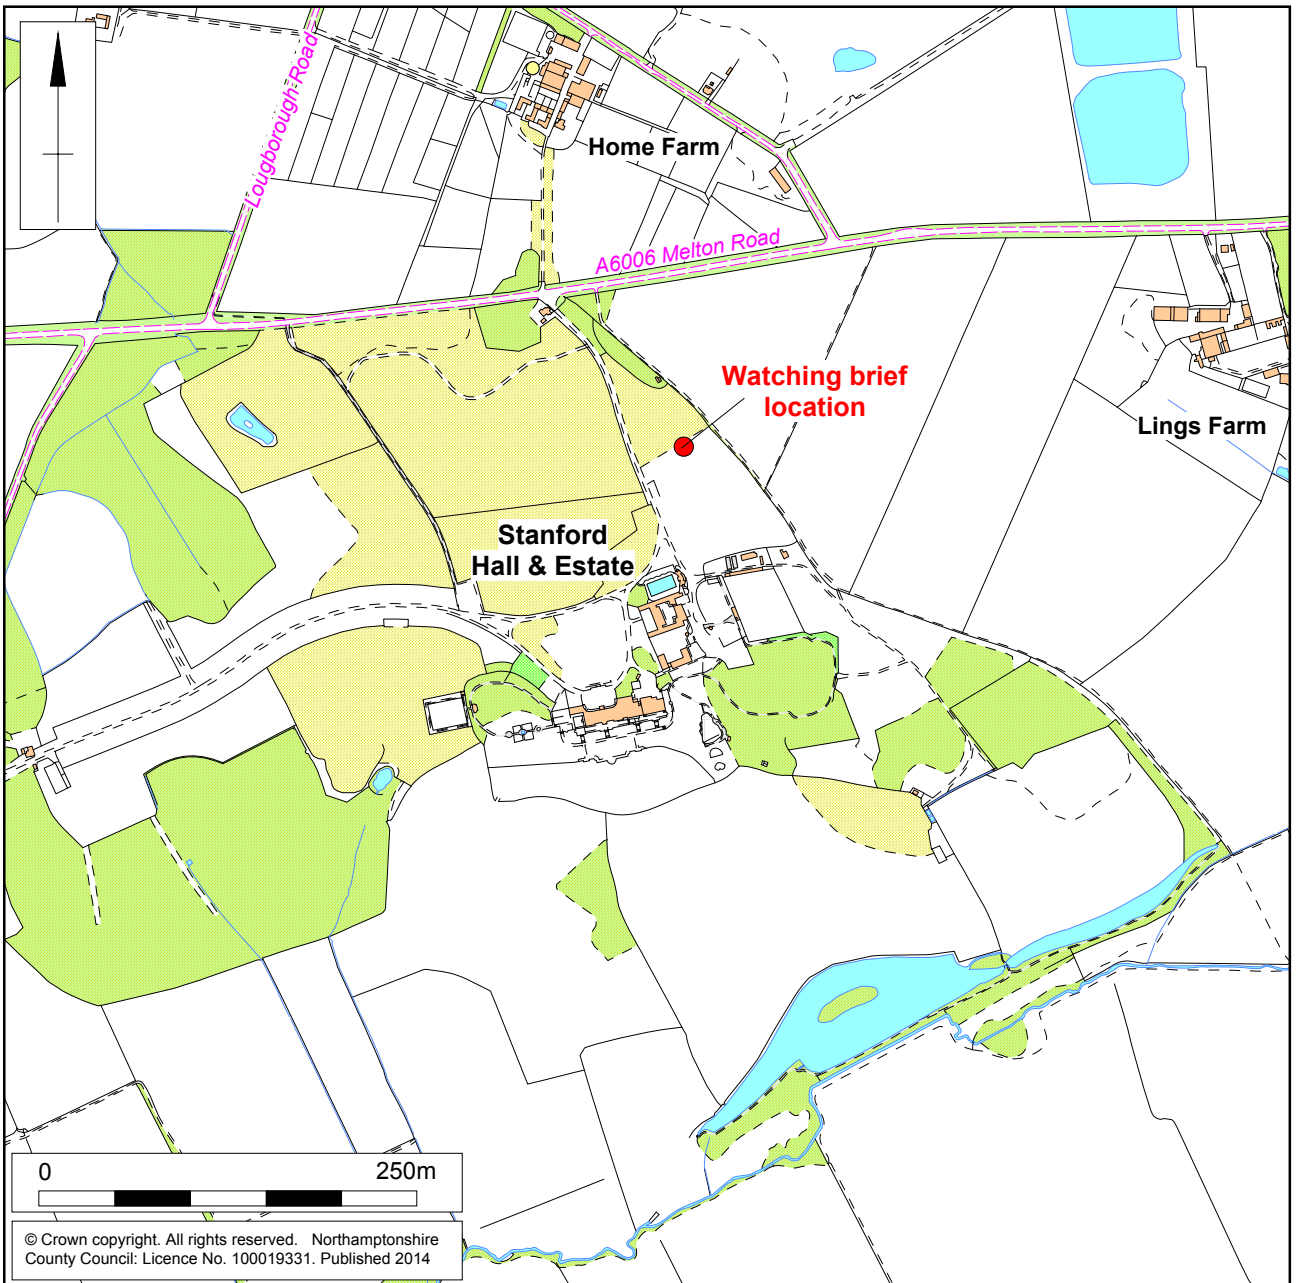 Lougborough Road
Home Farm
A6006 Melton Road
Watching brief
location
Lings Farm
Stanford
Hall & Estate
0 250m
© Crown copyright. All rights reserved. Northamptonshire
County Council: Licence No. 100019331. Published 2014